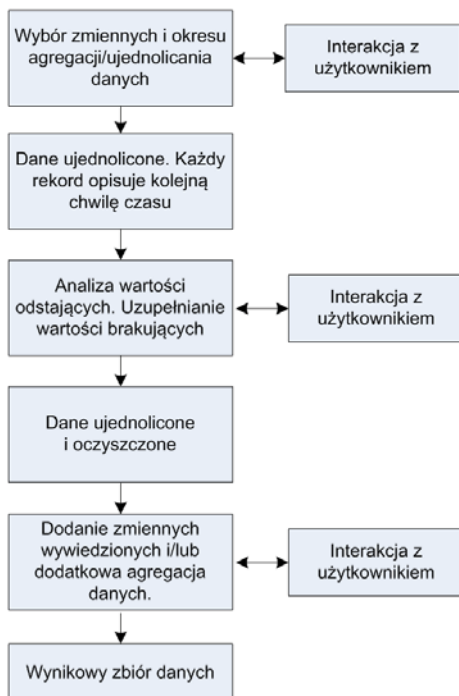 Wybór zmiennych i okresu
agregacji/ujednolicania
danych
Interakcja z
użytkownikiem
Dane ujednolicone. Każdy
rekord opisuje kolejną
chwilę czasu
Analiza wartości
odstających. Uzupełnianie
wartości brakujących
Interakcja z
użytkownikiem
Dane ujednolicone
i oczyszczone
Dodanie zmiennych
wywiedzionych i/lub
dodatkowa agregacja
danych.
Interakcja z
użytkownikiem
Wynikowy zbiór danych